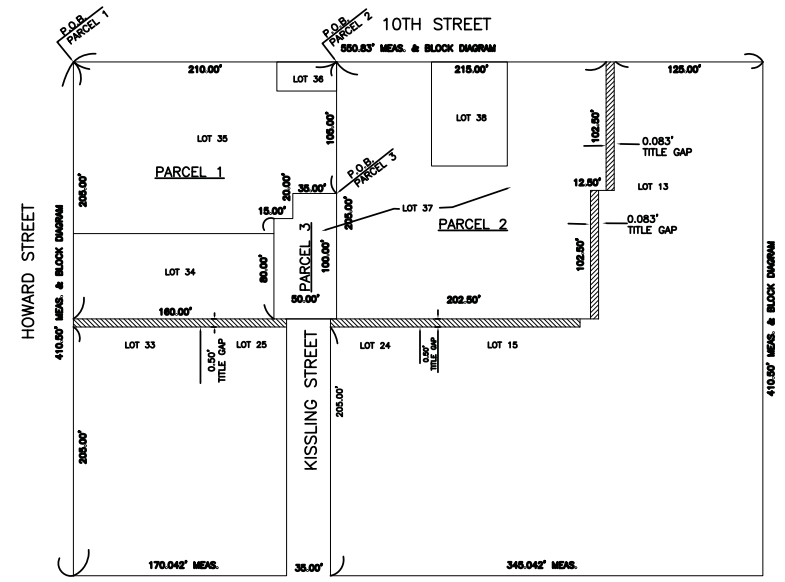 P.O.B.
PARCEL 1
P.O.B.
PARCEL 2
10TH STREET
550.83' MEAS. & BLOCK DIAGRAM
210.00'
215.00'
125.00'
LOT 36
LOT 38
LOT 35
105.00'
102.50'
0.083'
TITLE GAP
P.O.B.
PARCEL 3
PARCEL 1
205.00'
20.00'
35.00'
12.50'
LOT 13
15.00'
205.00'
LOT 37
PARCEL 2
0.083'
TITLE GAP
HOWARD STREET
410.50' MEAS. & BLOCK DIAGRAM
LOT 34
80.00'
PARCEL 3
100.00'
102.50'
410.50' MEAS. & BLOCK DIAGRAM
160.00'
50.00'
202.50'
LOT 33
0.50'
TITLE GAP
LOT 25
KISSLING STREET
LOT 24
0.50'
TITLE GAP
LOT 15
205.00'
205.00'
170.042' MEAS.
35.00'
345.042' MEAS.